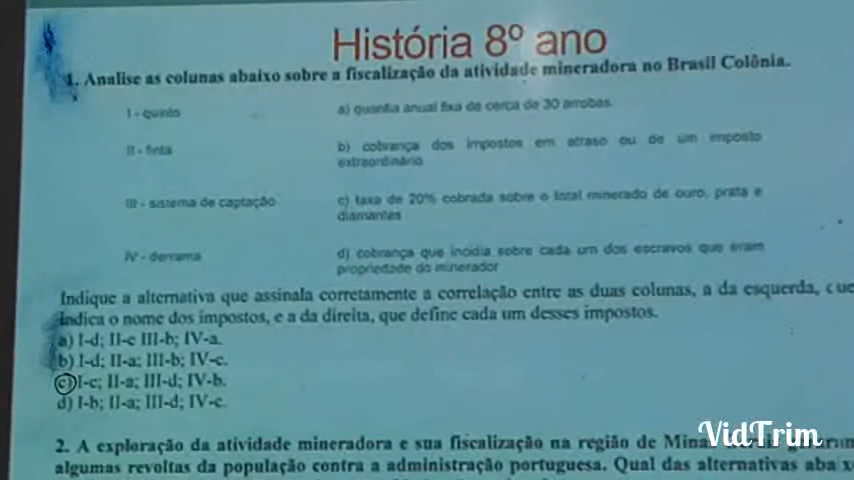 História 8º ano
1. Analise as colunas abaixo sobre a fiscalização da atividade mineradora no Brasil Colônia.
I - quinto
a) quantia anual fixa de cerca de 30 arrobas.
II - finta
b) cobrança dos impostos em atraso ou de um imposto
extraordinário
III - sistema de captação
c) taxa de 20% cobrada sobre o total minerado de ouro, prata e
diamantes
IV - derrama
d) cobrança que incidia sobre cada um dos escravos que eram
propriedade do minerador
Indique a alternativa que assinala corretamente a correlação entre as duas colunas, a da esquerda, que
indica o nome dos impostos, e a da direita, que define cada um desses impostos.
a) I-d; II-c III-b; IV-a.
b) I-d; II-a; III-b; IV-c.
c) I-c; II-a; III-d; IV-b.
d) I-b; II-a; III-d; IV-c.
2. A exploração da atividade mineradora e sua fiscalização na região de
algumas revoltas da população contra a administração portuguesa. Qual das alternativas abaixo
VidTrim